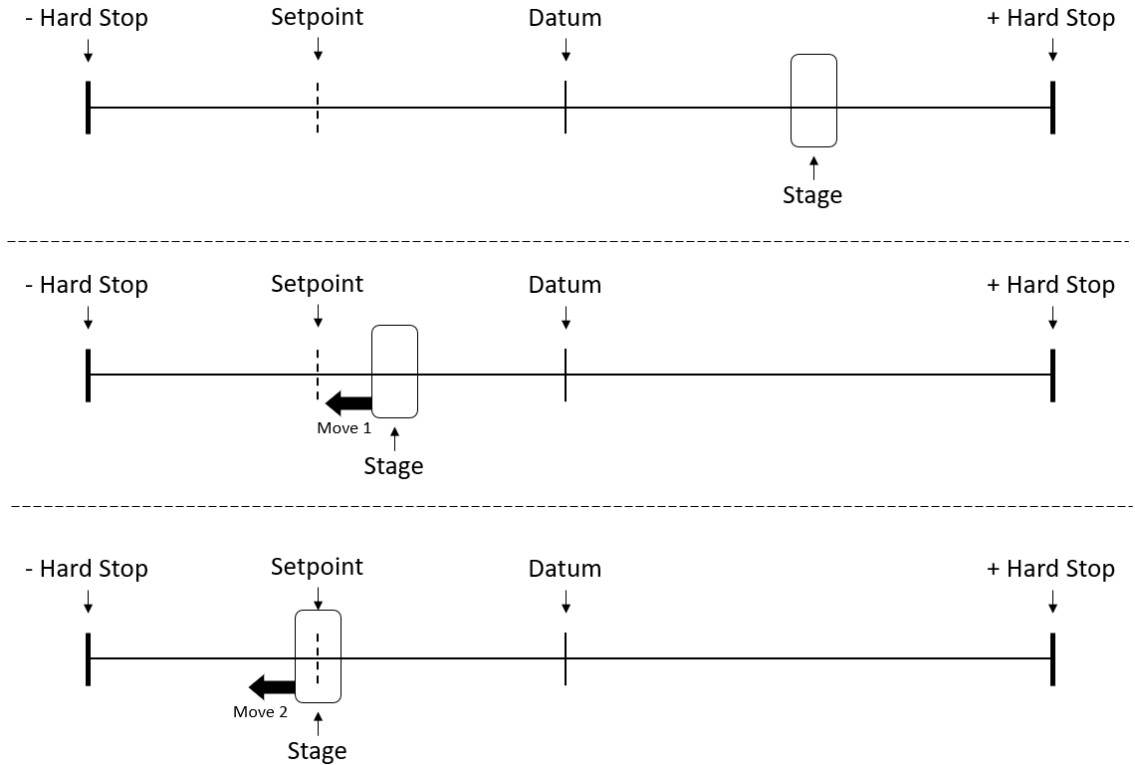 - Hard Stop Setpoint Datum + Hard Stop
Stage
- Hard Stop Setpoint Datum + Hard Stop
Move 1
Stage
- Hard Stop Setpoint Datum + Hard Stop
Move 2
Stage